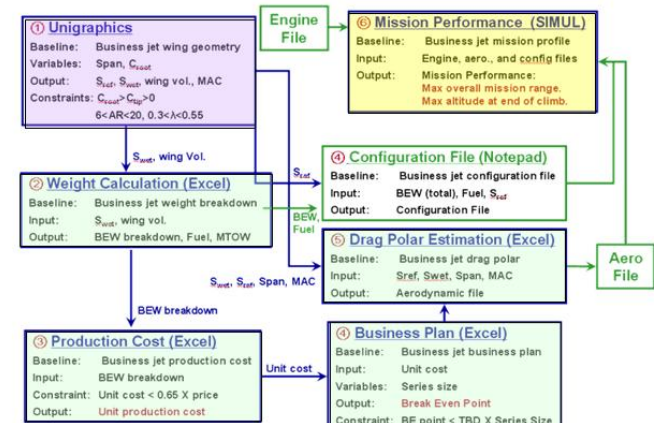 ① Unigraphics
Baseline: Business jet wing geometry
Variables: Span, Croot
Output: Sref, Swet, wing vol., MAC
Constraints: Croot>Ctip>0
6<AR<20, 0.3<λ<0.55
Engine
File
⑥ Mission Performance (SIMUL)
Baseline: Business jet mission profile
Input: Engine, aero., and config files
Output: Mission Performance:
Max overall mission range.
Max altitude at end of climb.
Swet, wing Vol.
Sref
② Weight Calculation (Excel)
Baseline: Business jet weight breakdown
Input: Swet, wing vol.
Output: BEW breakdown, Fuel, MTOW
BEW,
Fuel
④ Configuration File (Notepad)
Baseline: Business jet configuration file
Input: BEW (total), Fuel, Sref
Output: Configuration File
Swet, Sref, Span, MAC
⑤ Drag Polar Estimation (Excel)
Baseline: Business jet drag polar
Input: Sref, Swet, Span, MAC
Output: Aerodynamic file
Aero
File
BEW breakdown
③ Production Cost (Excel)
Baseline: Business jet production cost
Input: BEW breakdown
Constraint: Unit cost < 0.65 X price
Output: Unit production cost
Unit cost
④ Business Plan (Excel)
Baseline: Business jet business plan
Input: Unit cost
Variables: Series size
Output: Break Even Point
Constraint: BE point < TBD X Series Size